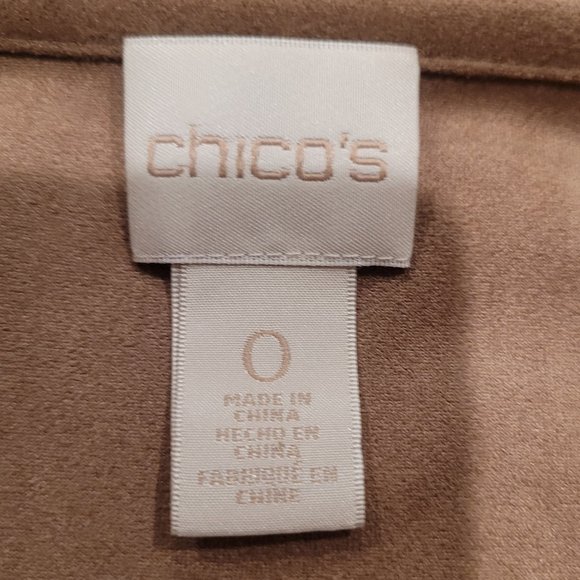 chico's
0
MADE IN
CHINA
HECHO EN
CHINA
FABRIQUÉ EN
CHINE